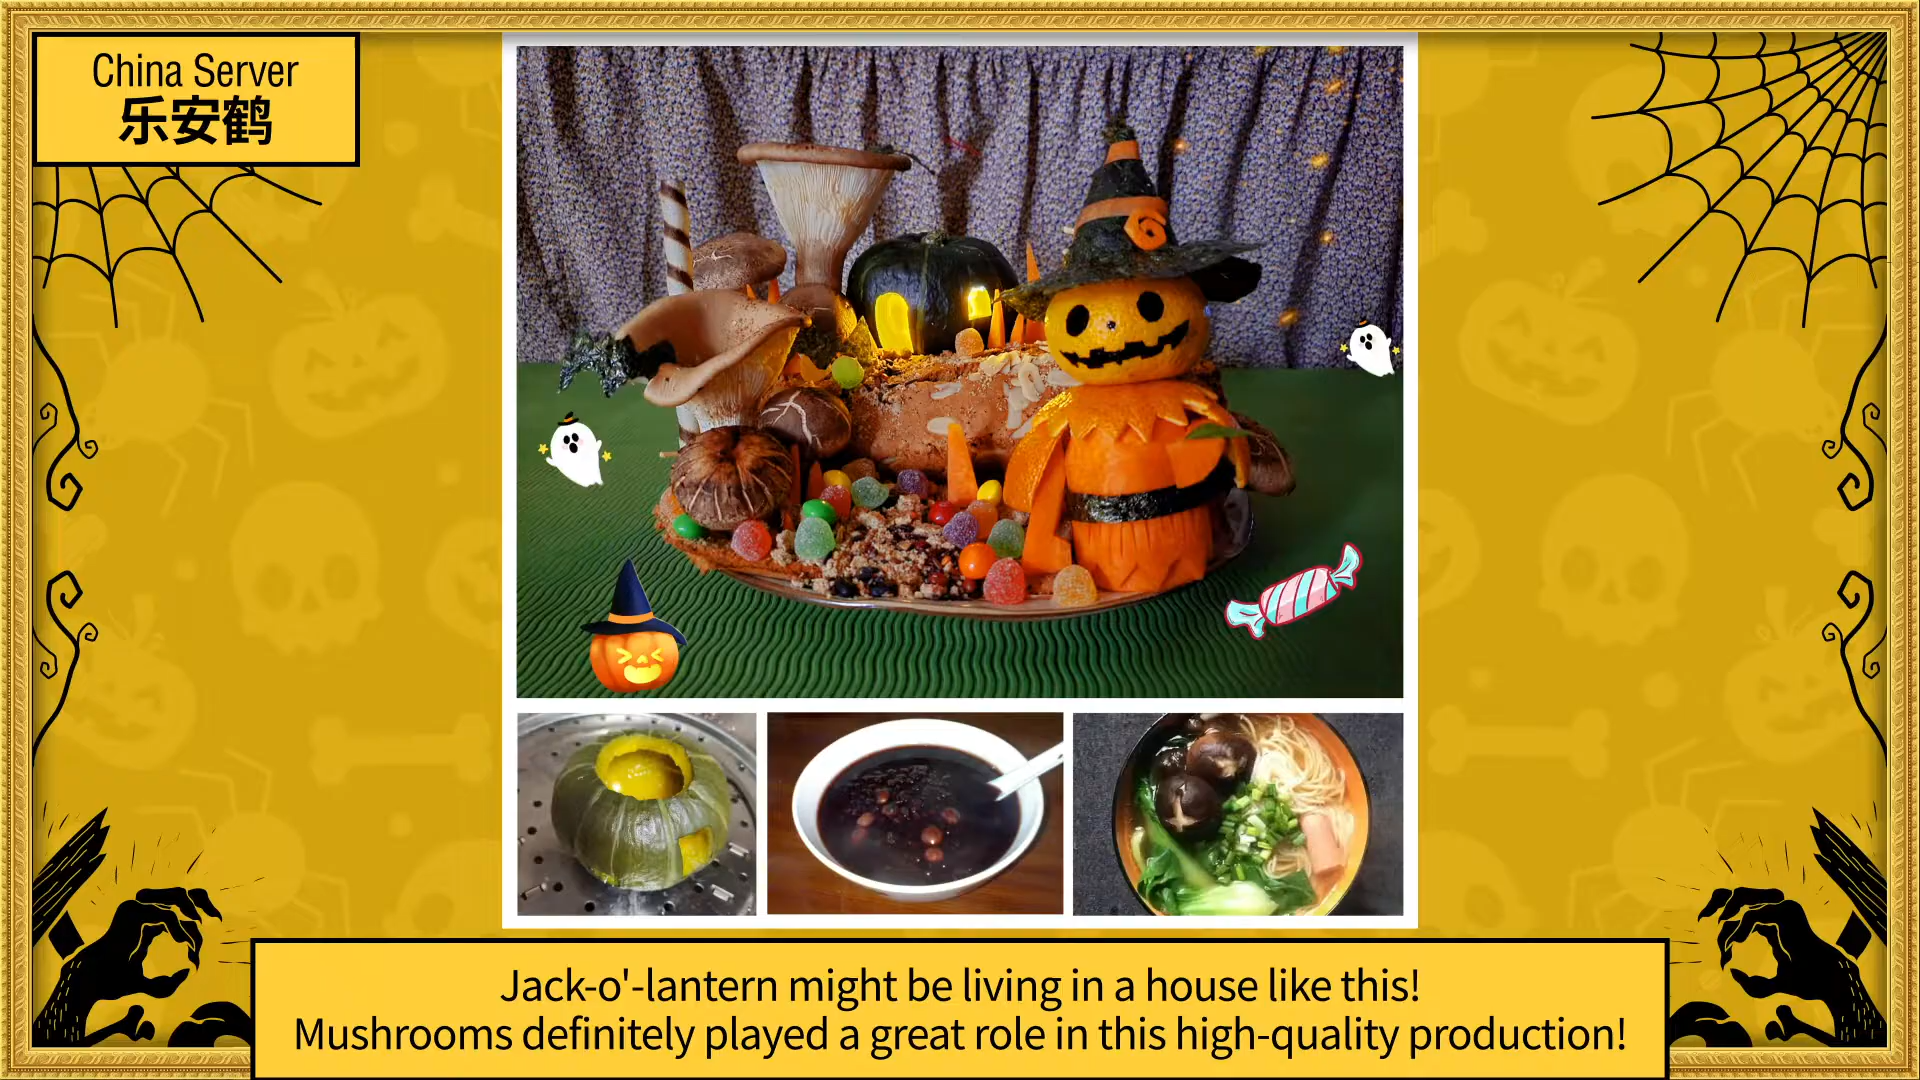 China Server
乐安鹤
Jack-o'-lantern might be living in a house like this!
Mushrooms definitely played a great role in this high-quality production!